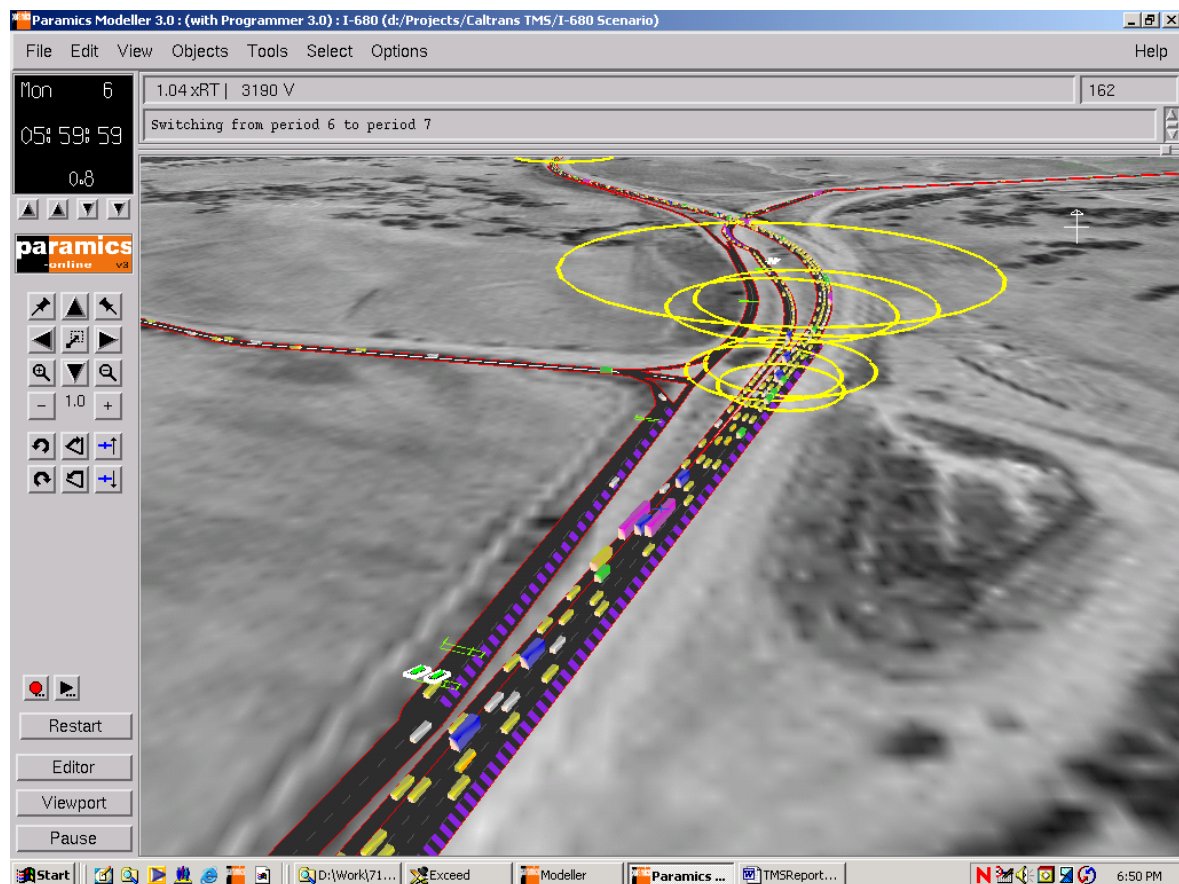 Paramics Modeller 3.0 : (with Programmer 3.0) : I-680 (d:/Projects/Caltrans TMS/I-680 Scenario)
File Edit View Objects Tools Select Options Help
Mon 6
05:59:59
0.8
1.04 xRT | 3190 V
162
Switching from period 6 to period 7
paramics
-online v3
1.0
Restart
Editor
Viewport
Pause
Start D:\Work\71... Exceed Modeller Paramics ... TMSReport... 6:50 PM